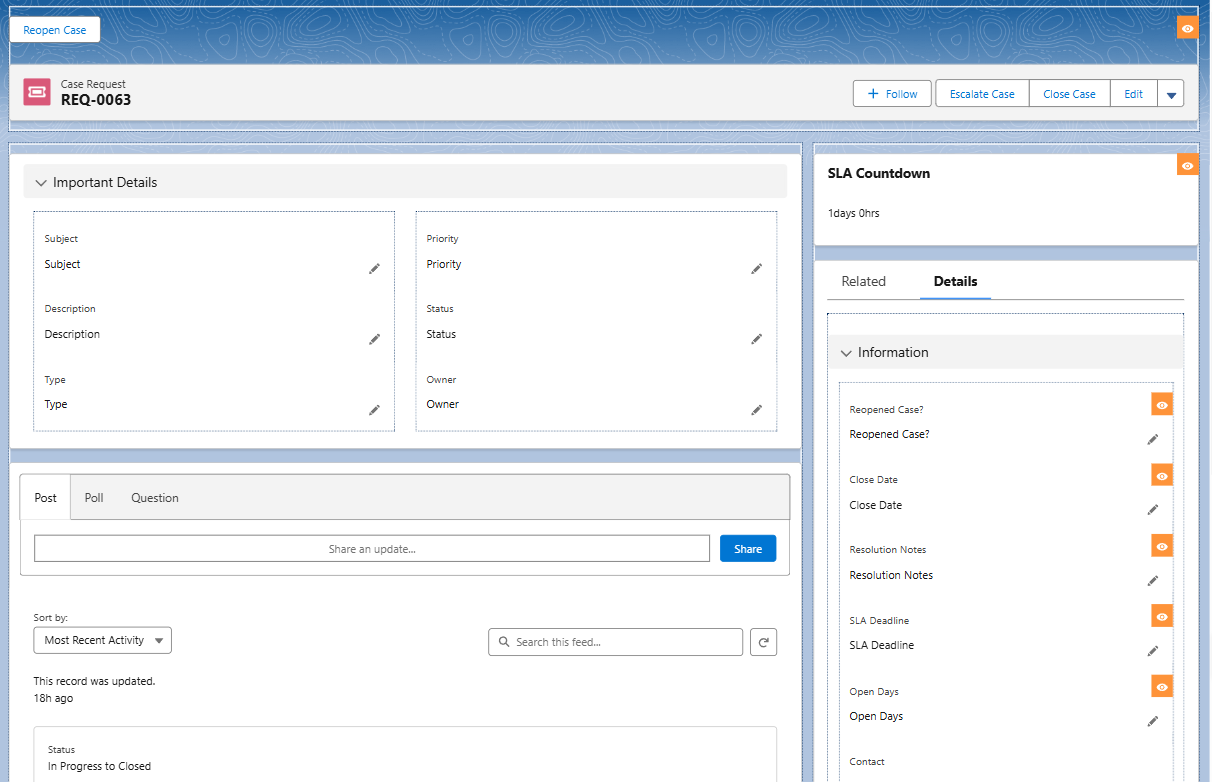 Reopen Case
Case Request
REQ-0063
Follow
Escalate Case
Close Case
Edit
Important Details
Subject
Subject
Description
Description
Type
Type
Priority
Priority
Status
Status
Owner
Owner
Post
Poll
Question
Share an update...
Share
Sort by:
Most Recent Activity
Search this feed...
This record was updated.
18h ago
Status
In Progress to Closed
SLA Countdown
1days 0hrs
Related
Details
Information
Reopened Case?
Reopened Case?
Close Date
Close Date
Resolution Notes
Resolution Notes
SLA Deadline
SLA Deadline
Open Days
Open Days
Contact